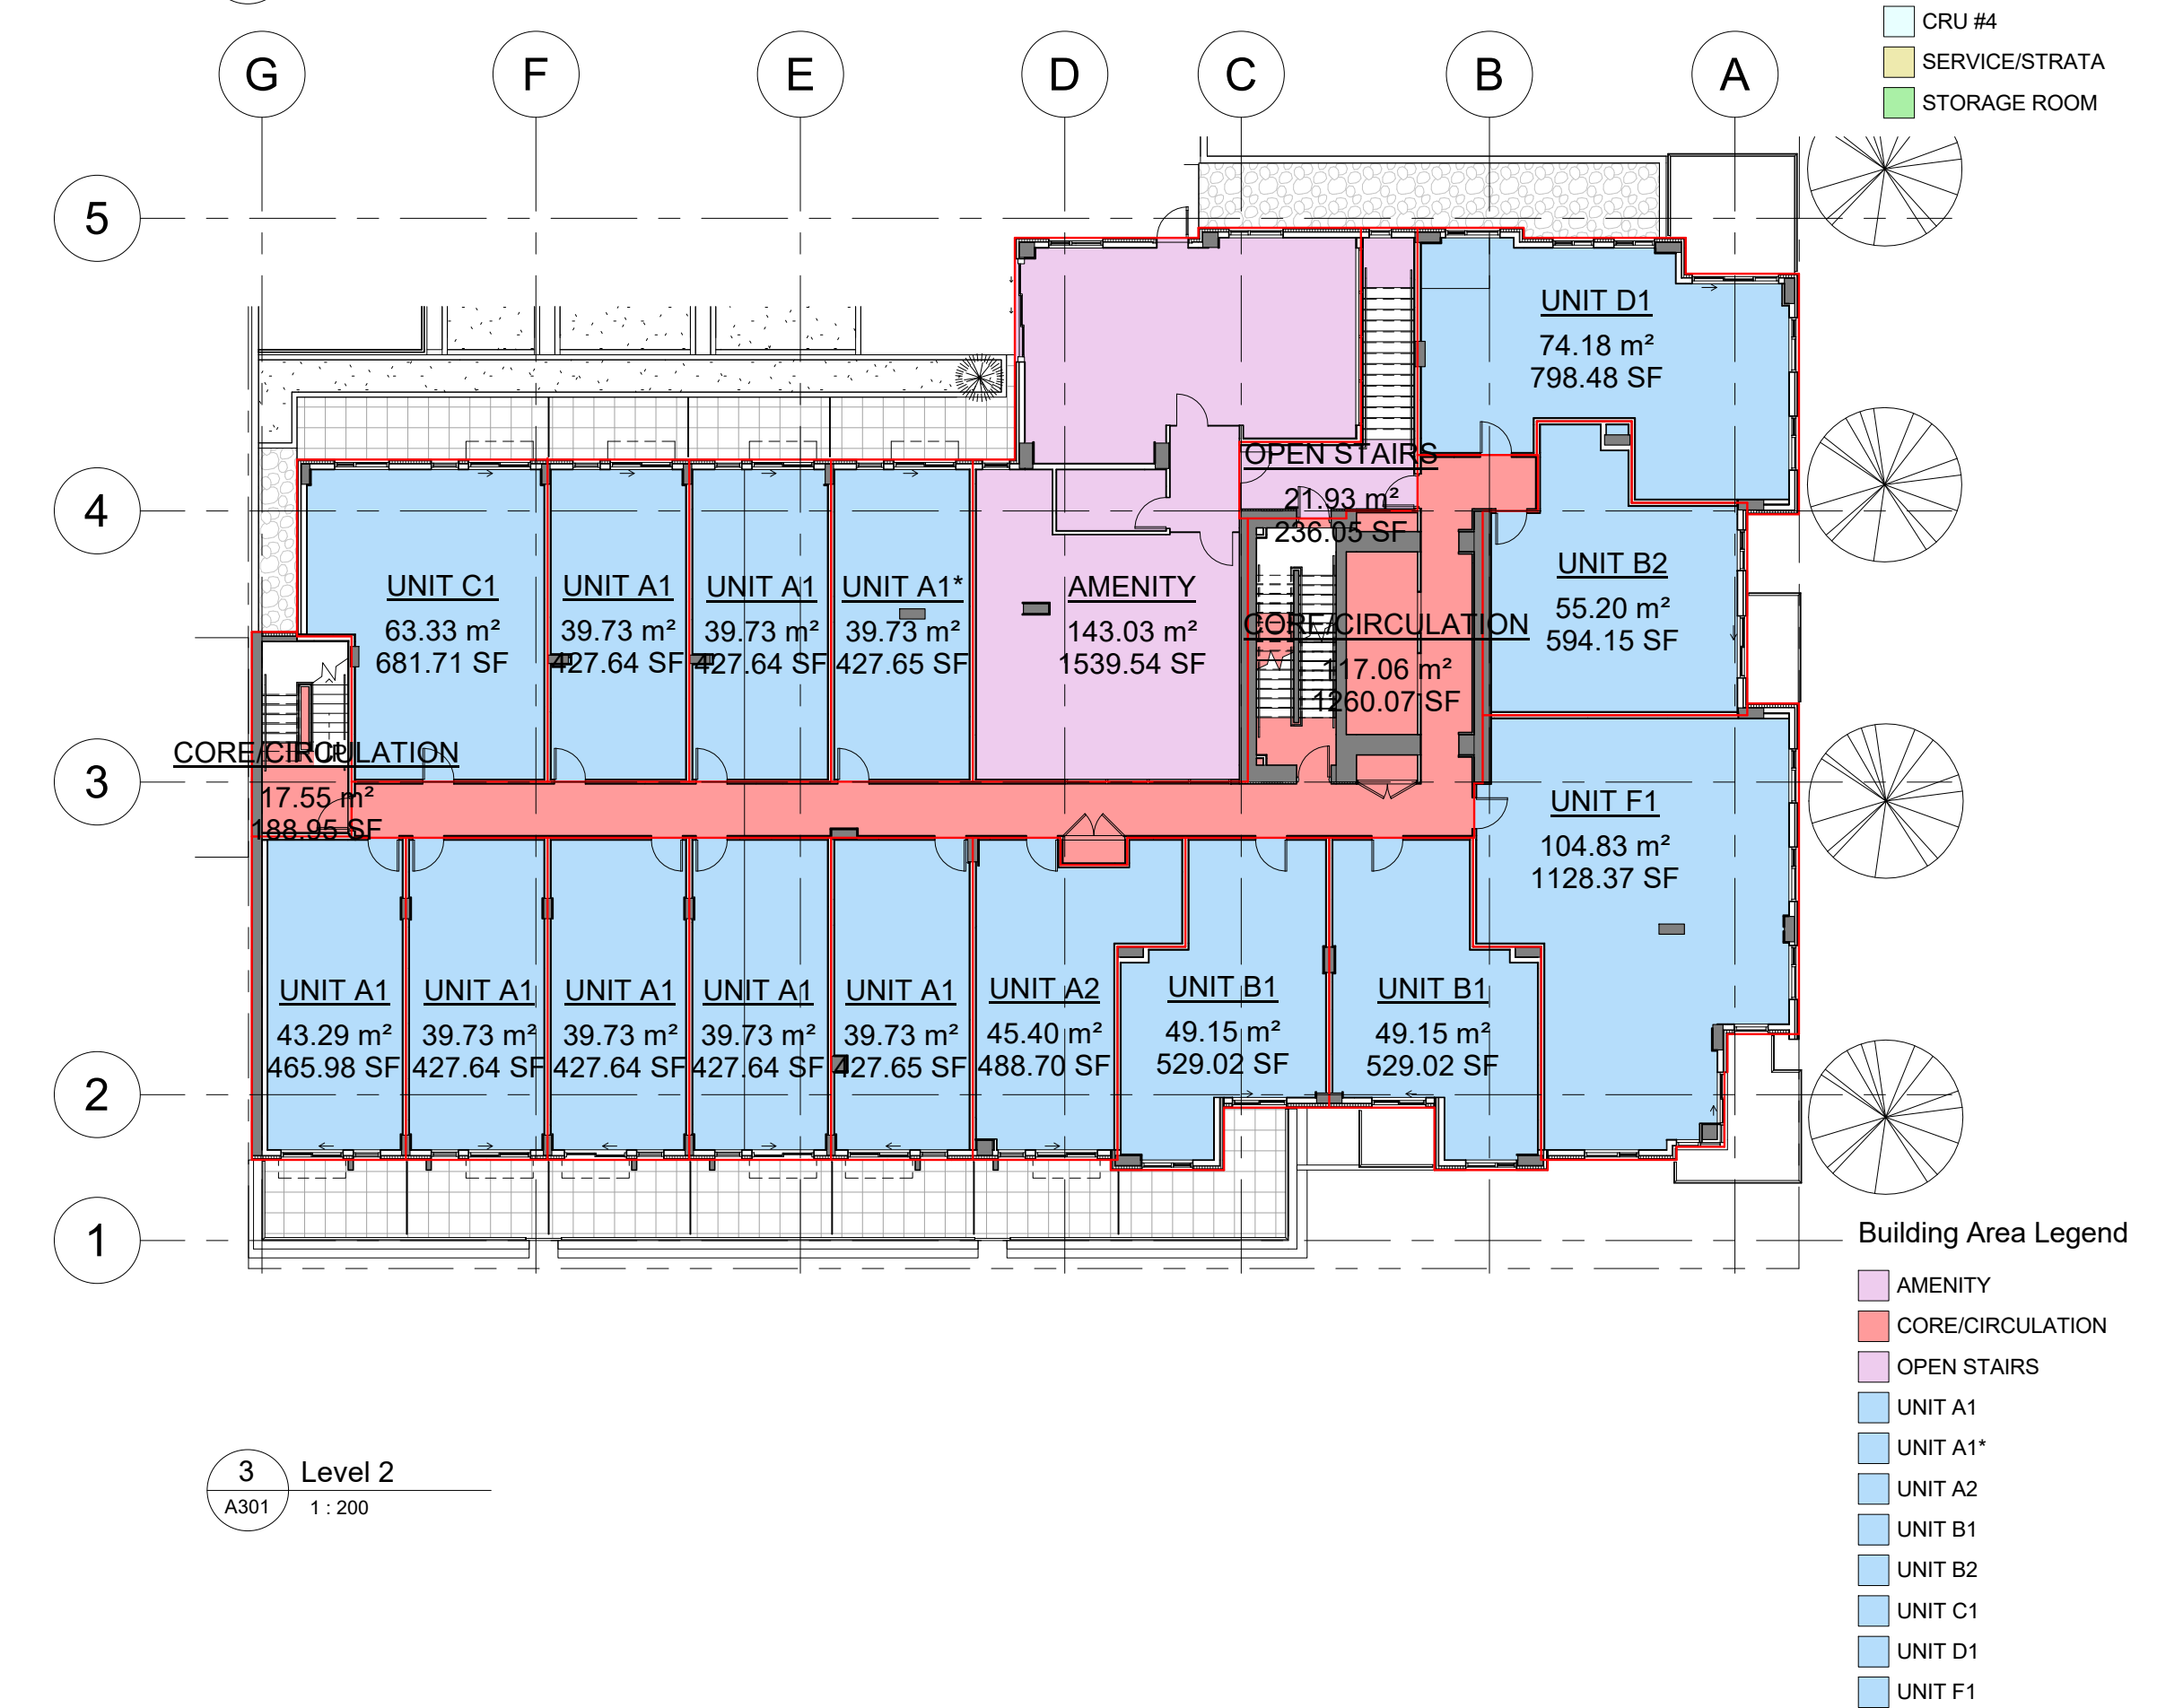 CRU #4
SERVICE/STRATA
STORAGE ROOM
G F E D C B A
5
4
3
2
1
UNIT D1
74.18 m²
798.48 SF
OPEN STAIRS
21.93 m²
236.05 SF
UNIT B2
55.20 m²
594.15 SF
UNIT C1
63.33 m²
681.71 SF
UNIT A1
39.73 m²
427.64 SF
UNIT A1
39.73 m²
427.64 SF
UNIT A1*
39.73 m²
427.65 SF
AMENITY
143.03 m²
1539.54 SF
CORE/CIRCULATION
117.06 m²
1260.07 SF
CORE/CIRCULATION
17.55 m²
188.95 SF
UNIT F1
104.83 m²
1128.37 SF
UNIT A1
43.29 m²
465.98 SF
UNIT A1
39.73 m²
427.64 SF
UNIT A1
39.73 m²
427.64 SF
UNIT A1
39.73 m²
427.64 SF
UNIT A1
39.73 m²
427.65 SF
UNIT A2
45.40 m²
488.70 SF
UNIT B1
49.15 m²
529.02 SF
UNIT B1
49.15 m²
529.02 SF
Building Area Legend
AMENITY
CORE/CIRCULATION
OPEN STAIRS
UNIT A1
UNIT A1*
UNIT A2
UNIT B1
UNIT B2
UNIT C1
UNIT D1
UNIT F1
3
A301
Level 2
1 : 200